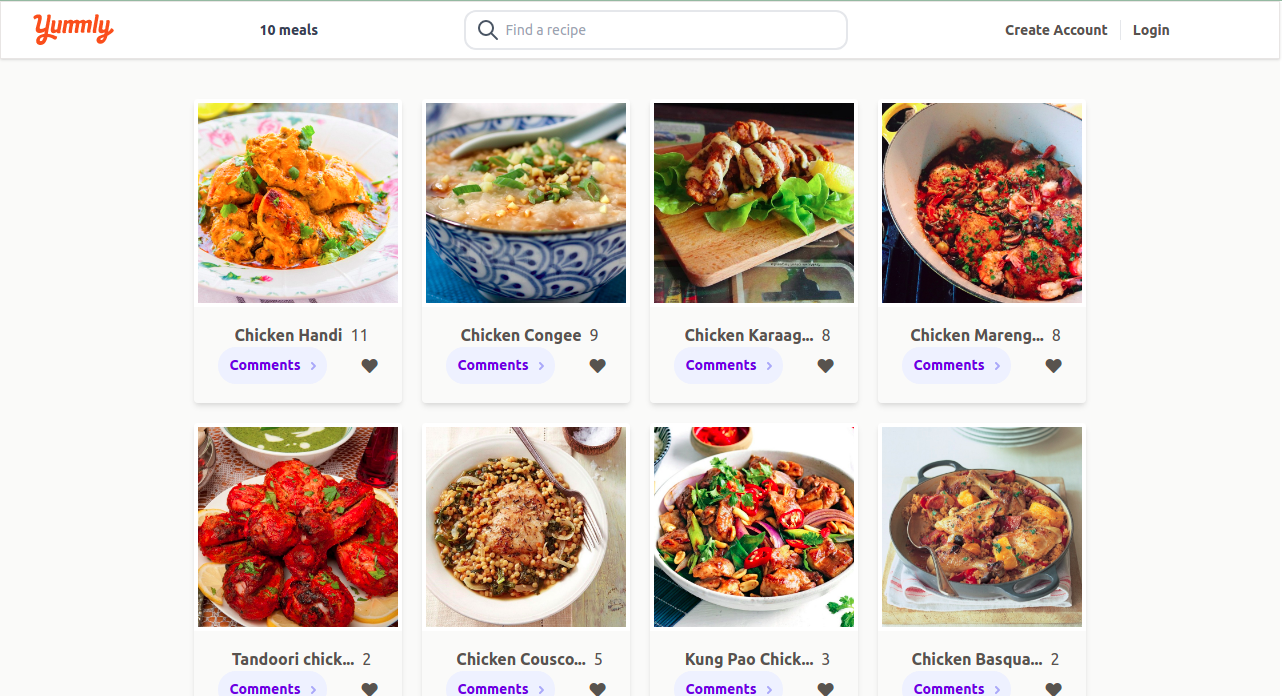 Yummly
10 meals
Find a recipe
Create Account
Login
Chicken Handi 11
Comments
Chicken Congee 9
Comments
Chicken Karaag... 8
Comments
Chicken Mareng... 8
Comments
Tandoori chick... 2
Comments
Chicken Cousco... 5
Comments
Kung Pao Chick... 3
Comments
Chicken Basqua... 2
Comments